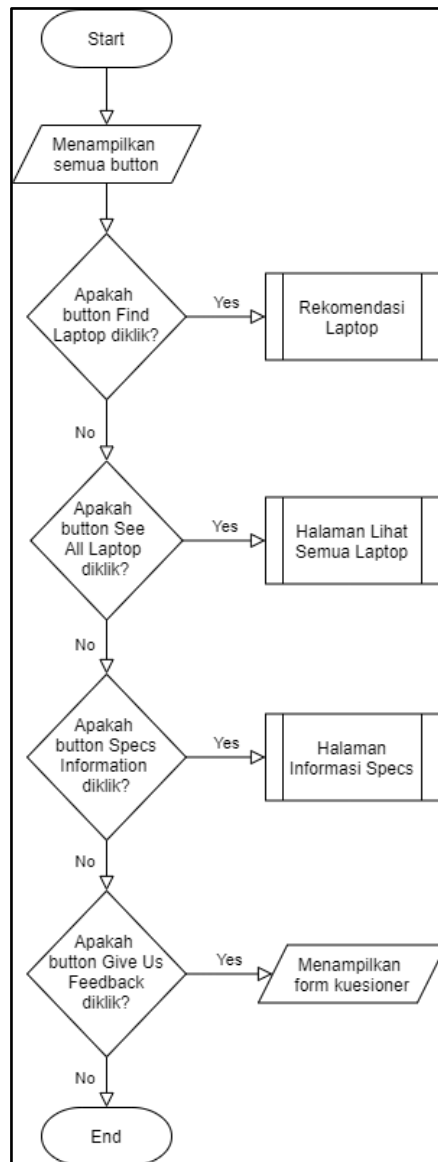 Start
Menampilkan
semua button
Apakah
button Find
Laptop diklik?
Yes
Rekomendasi
Laptop
No
Apakah
button See
All Laptop
diklik?
Yes
Halaman Lihat
Semua Laptop
No
Apakah
button Specs
Information
diklik?
Yes
Halaman
Informasi Specs
No
Apakah
button Give Us
Feedback
diklik?
Yes
Menampilkan
form kuesioner
No
End